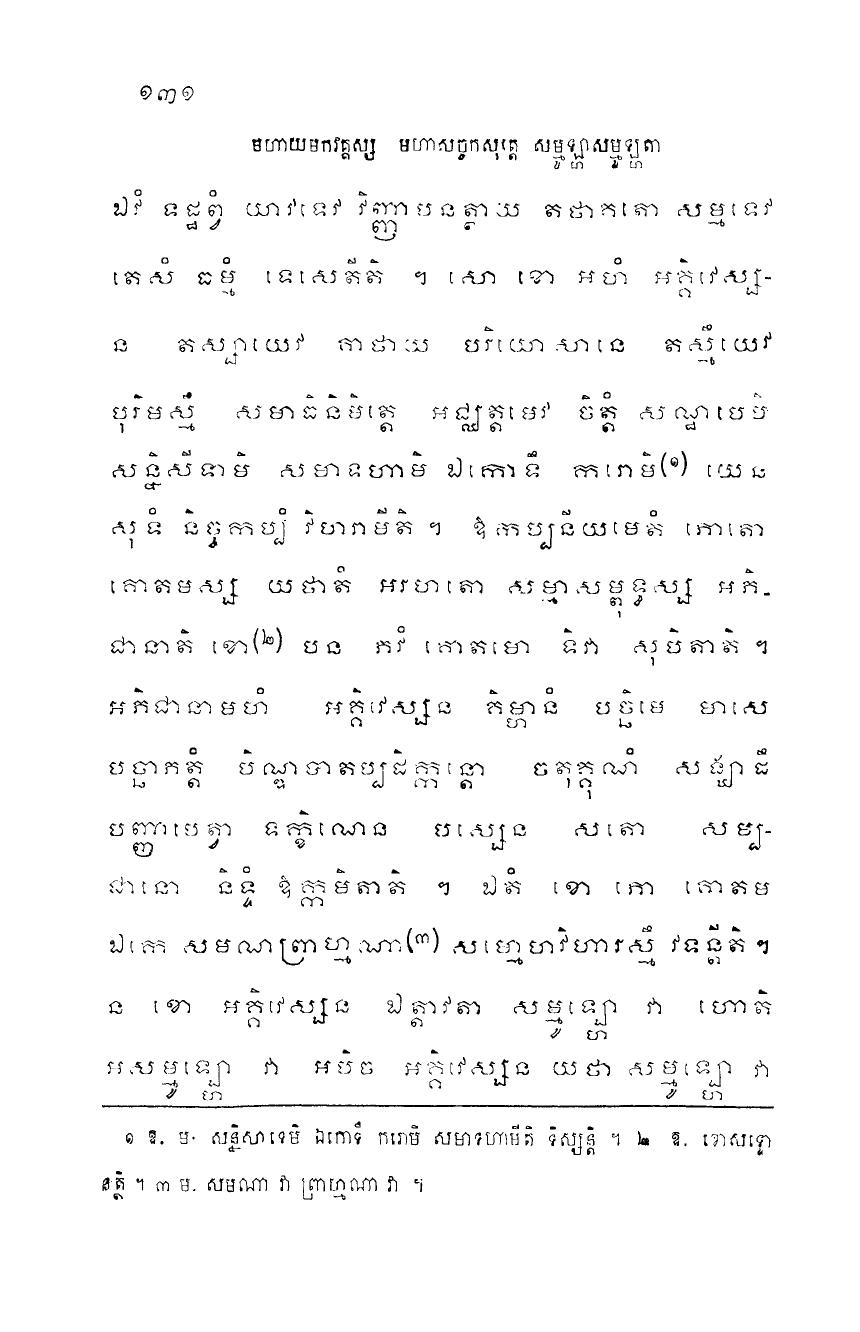 ១៣១
មហាយមកវគ្គស្ស មហាសច្ចកសុត្តេ សម្មូឡ្ហាសម្មូឡ្ហតា
ឯវំ ទដ្ឋព្វំ យាវទេវ វិញ្ញាបនត្ថាយ តថាគតោ សម្មទេវ
តេសំ ធម្មំ ទេសេតីតិ ។ សោ ខោ អហំ អគ្គិវេស្ស-
ន តស្សាយេវ កាថាយ បរិយោសានេ តស្មឹយេវ
បុរិមស្មឹ សមាធិនិមិត្តេ អជ្ឈត្តមេវ ចិត្តំ សណ្ឋបេមិ
សន្និសីទាមិ សមាទហាមិ ឯកោទឹ ករោមិ(១) យេន
សុទំ និច្ចកប្បំ វិហរាមីតិ ។ ឱកប្បនីយមេតំ ភោតោ
គោតមស្ស យថាតំ អរហតោ សម្មាសម្ពុទ្ធស្ស អភិ-
ជានាតិ ខោ(២) បន ភវំ គោតមោ ទិវា សុបិតាតិ ។
អភិជានាមហំ អគ្គិវេស្សន គិម្ហានំ បច្ឆិមេ មាសេ
បច្ឆាភត្តំ បិណ្ឌបាតប្បដិក្កន្តោ ចតុគ្គុណំ សង្ឃាដឹ
បញ្ញាបេត្វា ទក្ខិណេន បស្សេន សតោ សម្ប-
ជានោ និទ្ទំ ឱក្កមិតាតិ ។ ឯតំ ខោ ភោ គោតម
ឯកេ សមណព្រាហ្មណា(៣) សម្មោហវិហារស្មឹ វទន្តីតិ ។
ន ខោ អគ្គិវេស្សន ឯត្តាវតា សម្មូឡ្ហោ វា ហោតិ
អសម្មូឡ្ហោ វា អបិច អគ្គិវេស្សន យថា សម្មូឡ្ហោ វា
១ ឱ. ម. សន្និសាទេមិ ឯកោទឹ ករោមិ សមាទហាមីតិ ទិស្សន្តិ ។ ២ ឱ. ខោសទ្ទោ
នត្ថិ ។ ៣ ម. សមណា វា ព្រាហ្មណា វា ។